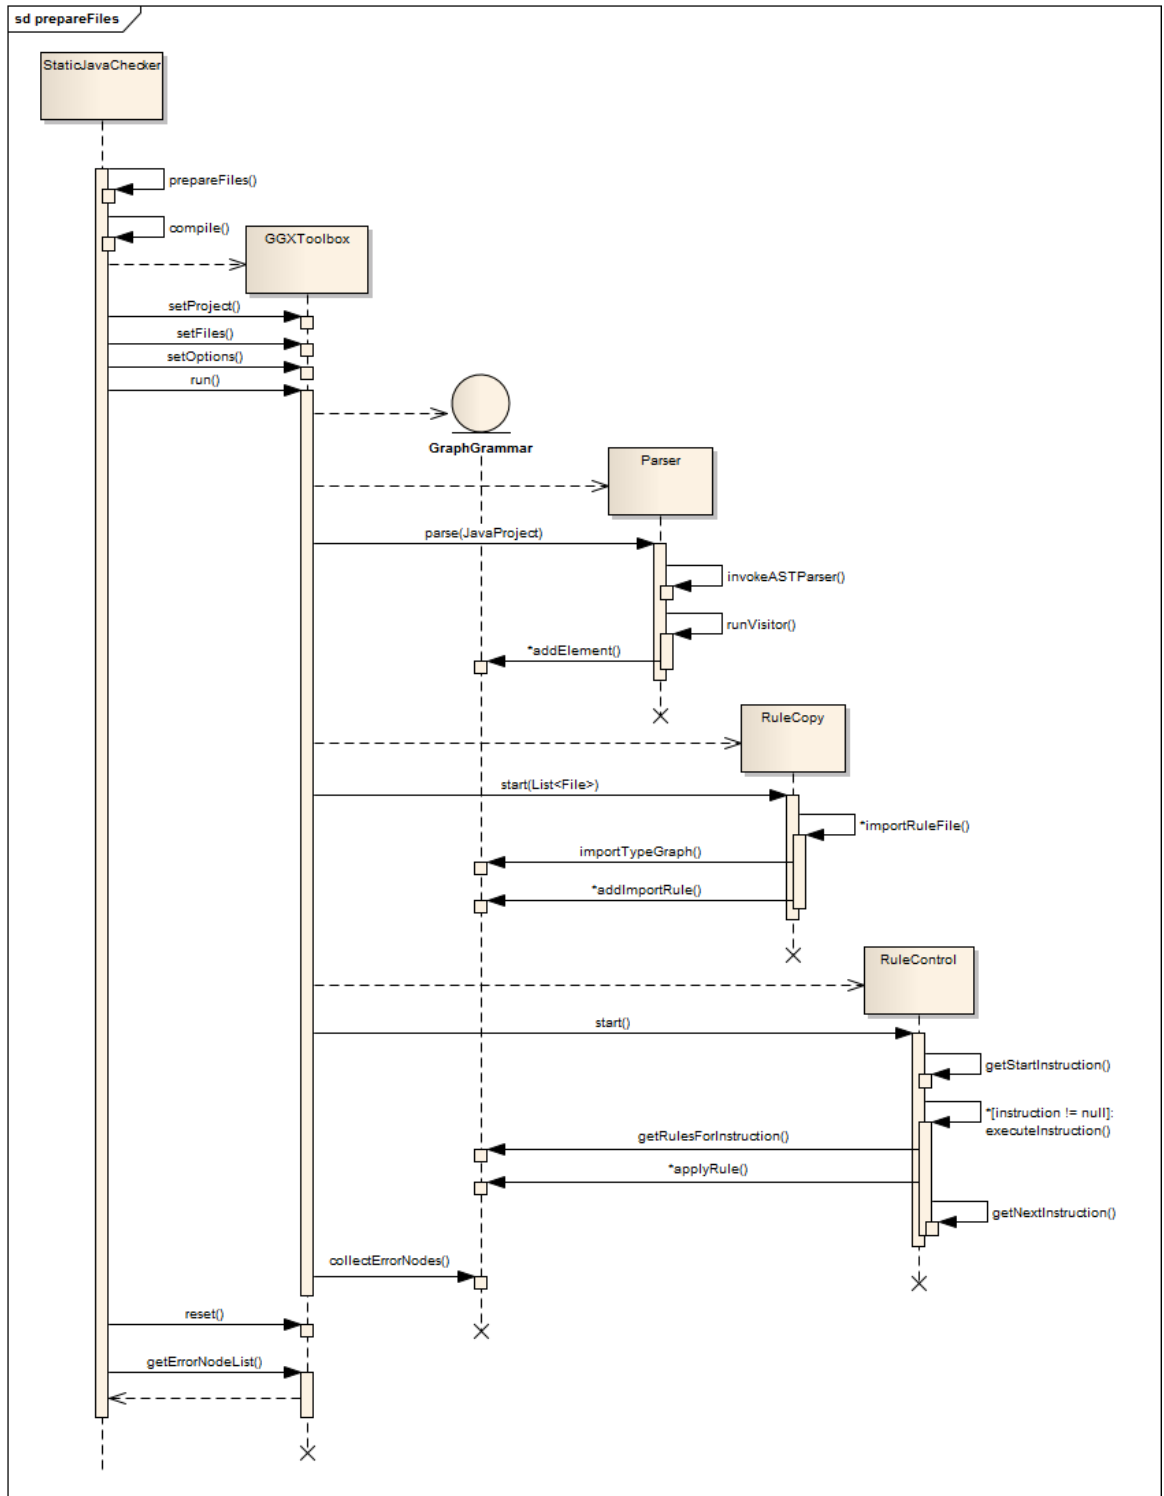 sd prepareFiles
StaticJavaChecker
prepareFiles()
compile()
GGXToolbox
setProject()
setFiles()
setOptions()
run()
GraphGrammar
Parser
parse(JavaProject)
invokeASTParser()
runVisitor()
*addElement()
RuleCopy
start(List<File>)
*importRuleFile()
importTypeGraph()
*addImportRule()
RuleControl
start()
getStartInstruction()
*[instruction != null]:
executeInstruction()
getRulesForInstruction()
*applyRule()
getNextInstruction()
collectErrorNodes()
reset()
getErrorNodeList()